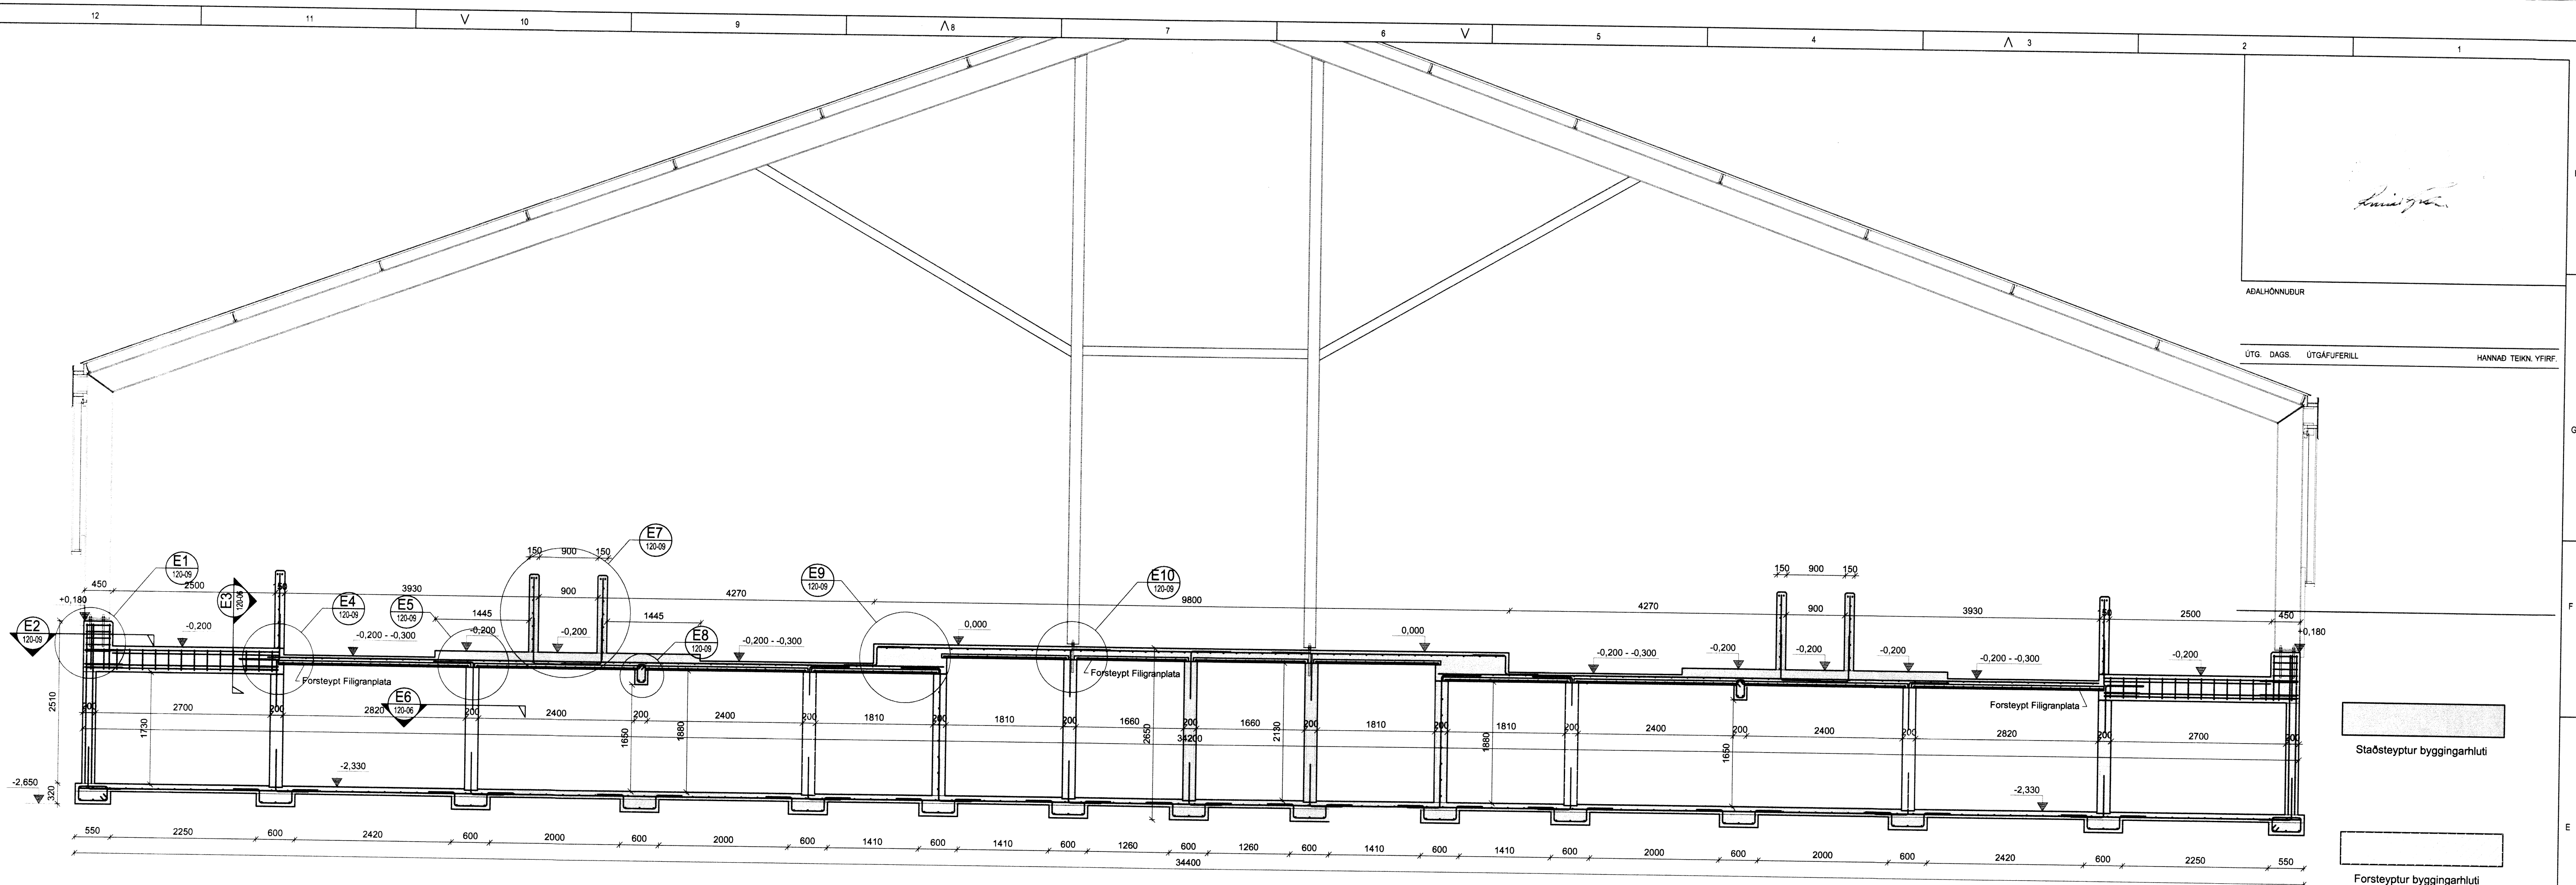 12 11 10 9 8 7 6 5 4 3 2 1
AÐALHÖNNUÐUR
ÚTG. DAGS. ÚTGÁFUFERILL HANNAÐ TEIKN. YFIRF.
G
F
E
E7
120-09
150 900 150
E1
120-09
E9
120-09
E10
120-09
150 900 150
450 2500 150 3930 900 4270 9800 4270 900 3930 150 2500 450
E3
120-06
E4
120-09
E5
120-09
1445 1445
+0,180 +0,180
E2
120-09
E8
120-09
-0,200 -0,200 - -0,300 -0,200 -0,200 -0,200 - -0,300 0,000 0,000 -0,200 - -0,300 -0,200 -0,200 -0,200 -0,200 - -0,300 -0,200
Forsteypt Filigranplata
Forsteypt Filigranplata
Forsteypt Filigranplata
E6
120-06
200 2700 200 2820 200 2400 200 2400 200 1810 200 1810 200 1660 200 1660 200 1810 200 1810 200 2400 200 2400 200 2820 200 2700 200
34200
2510
320
1730
1650
1880
2650
2130
1880
1650
-2,650
-2,330
-2,330
550 2250 600 2420 600 2000 600 2000 600 1410 600 1410 600 1260 600 1260 600 1410 600 1410 600 2000 600 2000 600 2420 600 2250 550
34400
Staðsteyptur byggingarhluti
Forsteyptur byggingarhluti